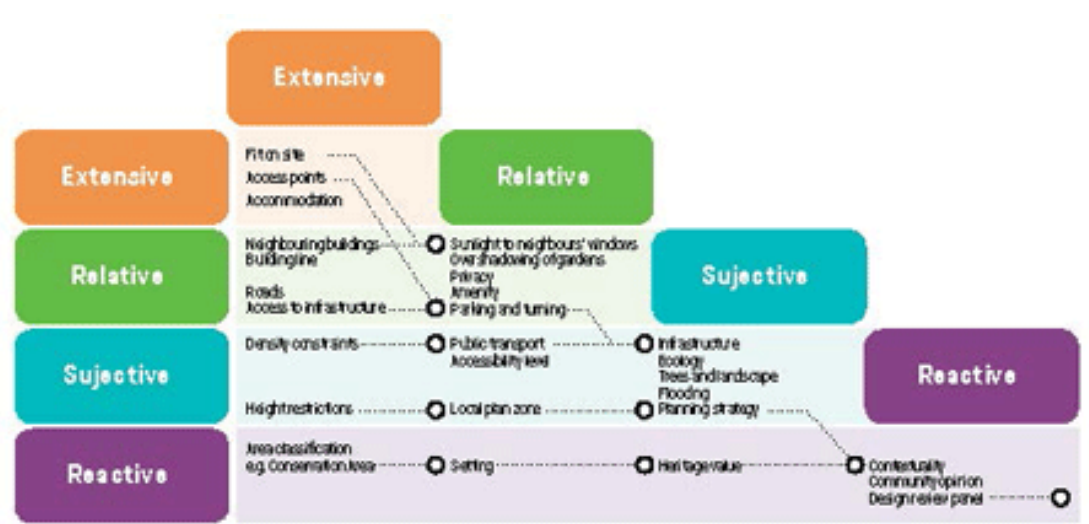 Extensive
Extensive
Relative
Fit on site
Access points
Accommodation
Relative
Sujective
Neighbouring buildings
Building line
Roads
Access to infrastructure
Sunlight to neighbours' windows
Overshadowing of gardens
Privacy
Amenity
Parking and turning
Sujective
Reactive
Density constraints
Height restrictions
Public transport
Accessibility level
Local plan zone
Infrastructure
Ecology
Trees and landscape
Flooding
Planning strategy
Reactive
Area classification
e.g. Conservation Area
Setting
Heritage value
Contextuality
Community opinion
Design review panel